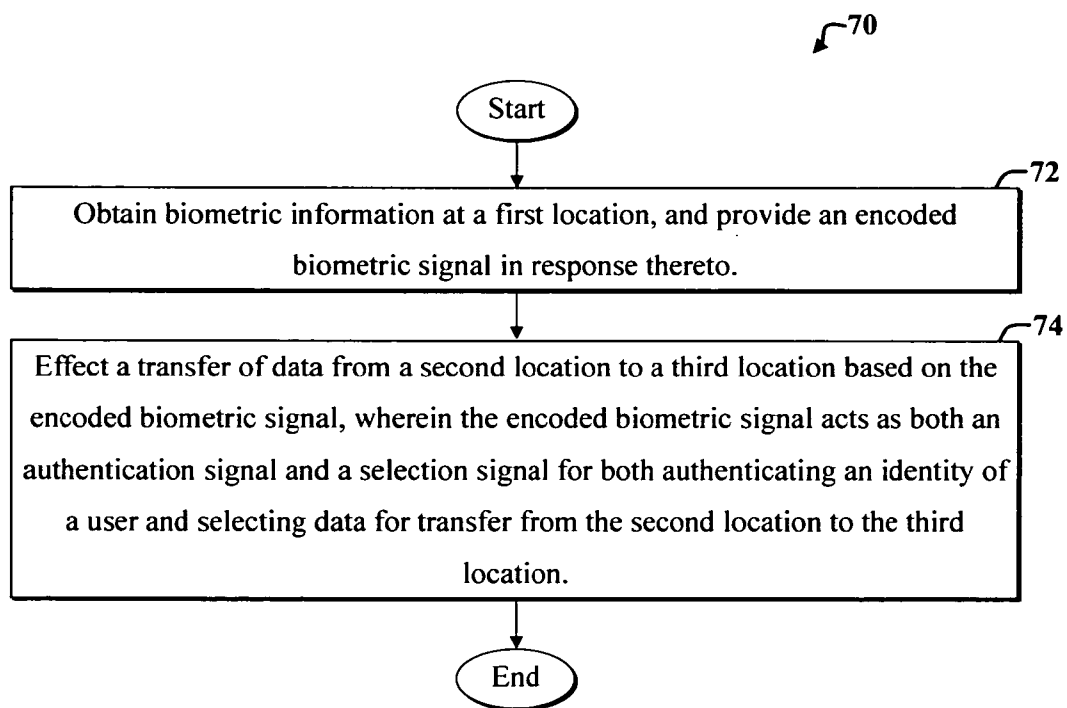 70
Start
72
Obtain biometric information at a first location, and provide an encoded
biometric signal in response thereto.
74
Effect a transfer of data from a second location to a third location based on the
encoded biometric signal, wherein the encoded biometric signal acts as both an
authentication signal and a selection signal for both authenticating an identity of
a user and selecting data for transfer from the second location to the third
location.
End